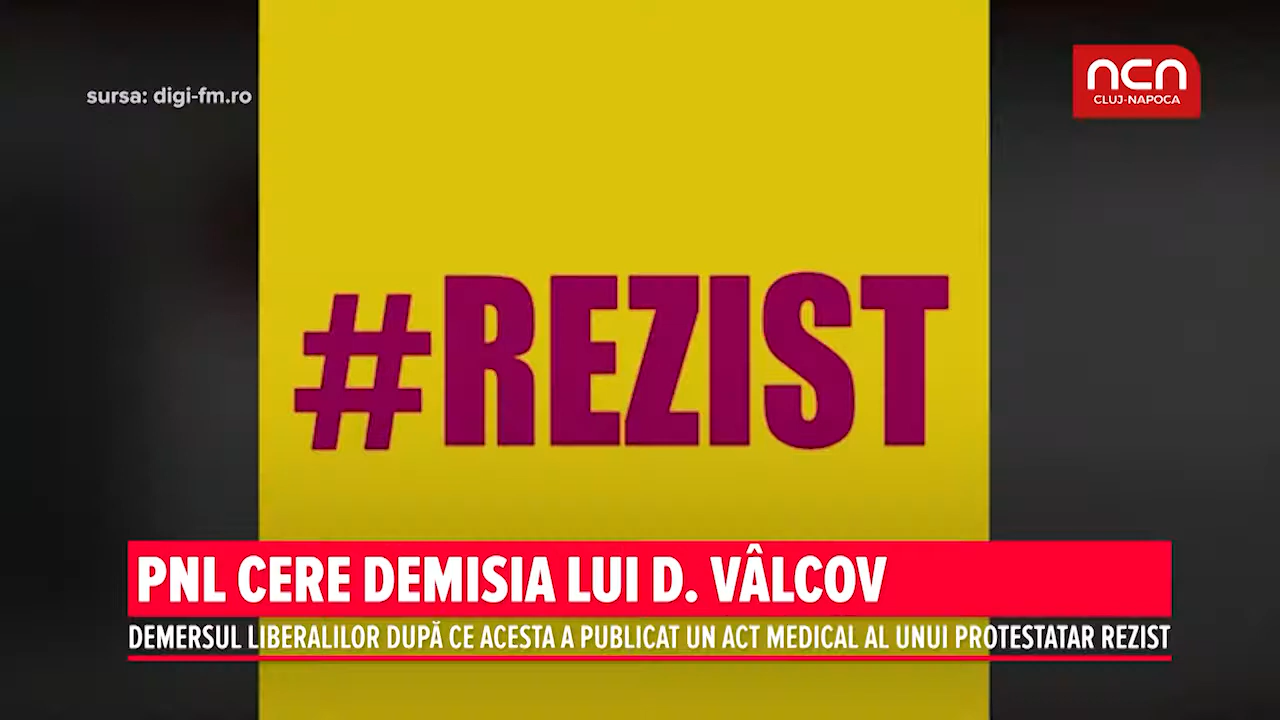 sursa: digi-fm.ro
ncn
CLUJ-NAPOCA
#REZIST
PNL CERE DEMISIA LUI D. VÂLCOV
DEMERSUL LIBERALILOR DUPĂ CE ACESTA A PUBLICAT UN ACT MEDICAL AL UNUI PROTESTATAR REZIST